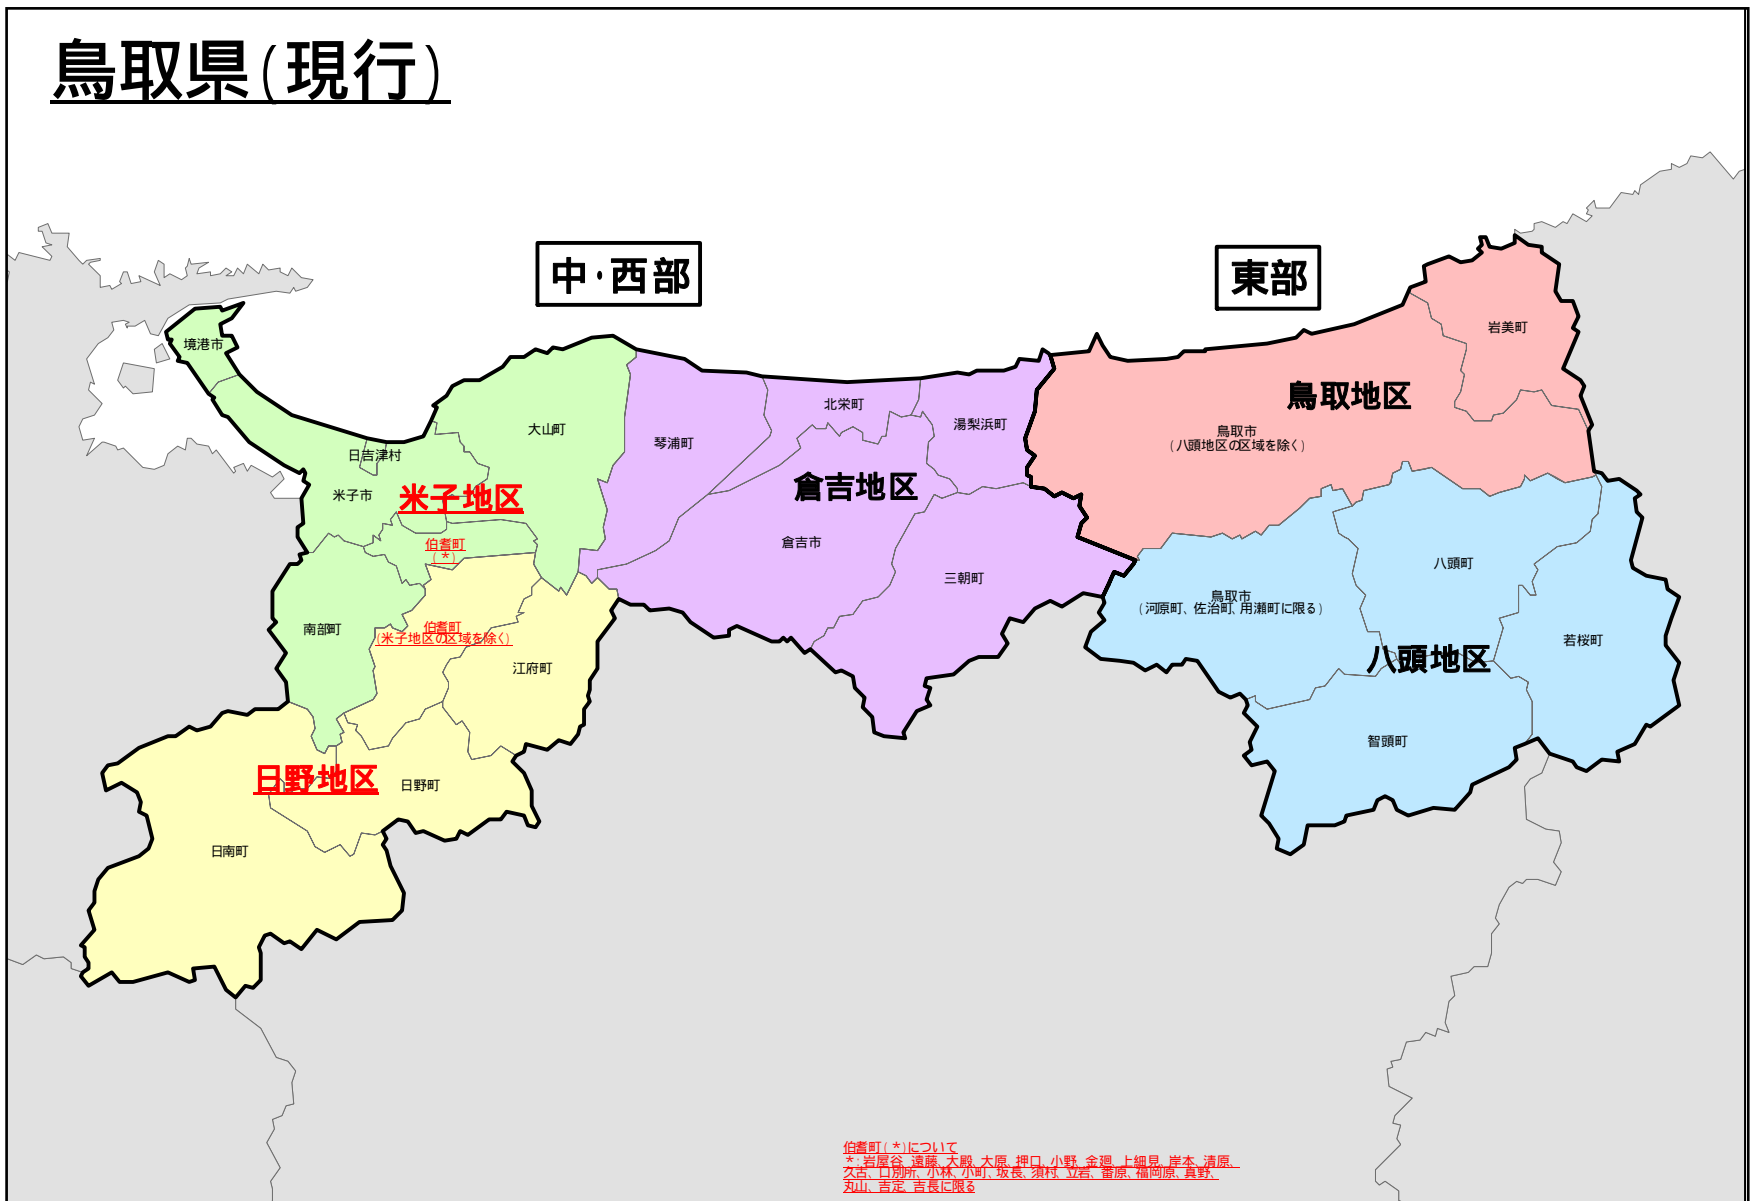 鳥取県(現行)
中・西部
東部
境港市
岩美町
鳥取地区
大山町
北栄町
湯梨浜町
琴浦町
鳥取市
(八頭地区の区域を除く)
日吉津村
米子市
米子地区
倉吉地区
伯耆町
(*)
倉吉市
三朝町
八頭町
鳥取市
(河原町、佐治町、用瀬町に限る)
南部町
伯耆町
(米子地区の区域を除く)
江府町
若桜町
八頭地区
智頭町
日野地区
日野町
日南町
伯耆町(*)について
*:岩屋谷、遠藤、大殿、大原、押口、小野、金廻、上細見、岸本、清原、
久古、口別所、小林、小町、坂長、須村、立岩、番原、福岡原、真野、
丸山、吉定、吉長に限る